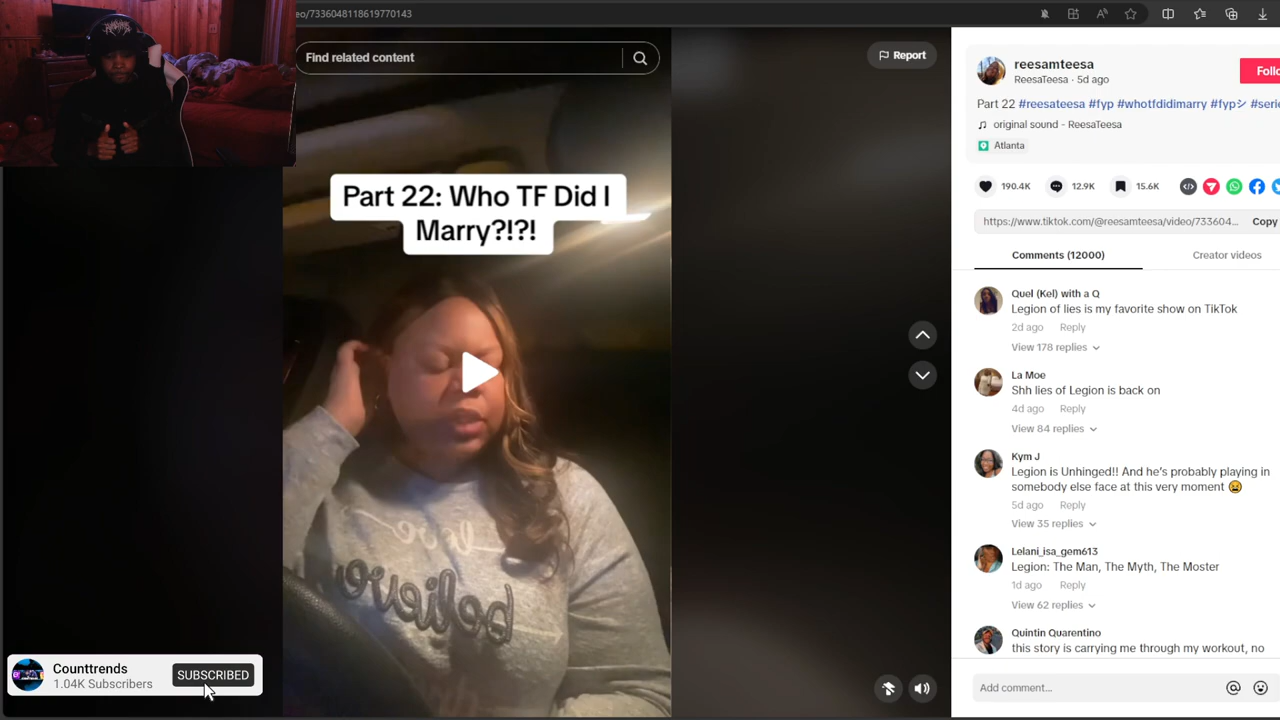 eo/7336048118619770143
Find related content
Report
Part 22: Who TF Did I
Marry?!?!
love
believe
Counttrends
1.04K Subscribers
SUBSCRIBED
reesamteesa
ReesaTeesa · 5d ago
Follo
Part 22 #reesateesa #fyp #whotfdidimarry #fypシ #serie
original sound - ReesaTeesa
Atlanta
190.4K
12.9K
15.6K
https://www.tiktok.com/@reesamteesa/video/733604...
Copy
Comments (12000)
Creator videos
Quel (Kel) with a Q
Legion of lies is my favorite show on TikTok
2d ago Reply
View 178 replies
La Moe
Shh lies of Legion is back on
4d ago Reply
View 84 replies
Kym J
Legion is Unhinged!! And he's probably playing in
somebody else face at this very moment 😫
5d ago Reply
View 35 replies
Lelani_isa_gem613
Legion: The Man, The Myth, The Moster
1d ago Reply
View 62 replies
Quintin Quarentino
this story is carrying me through my workout, no
Add comment...